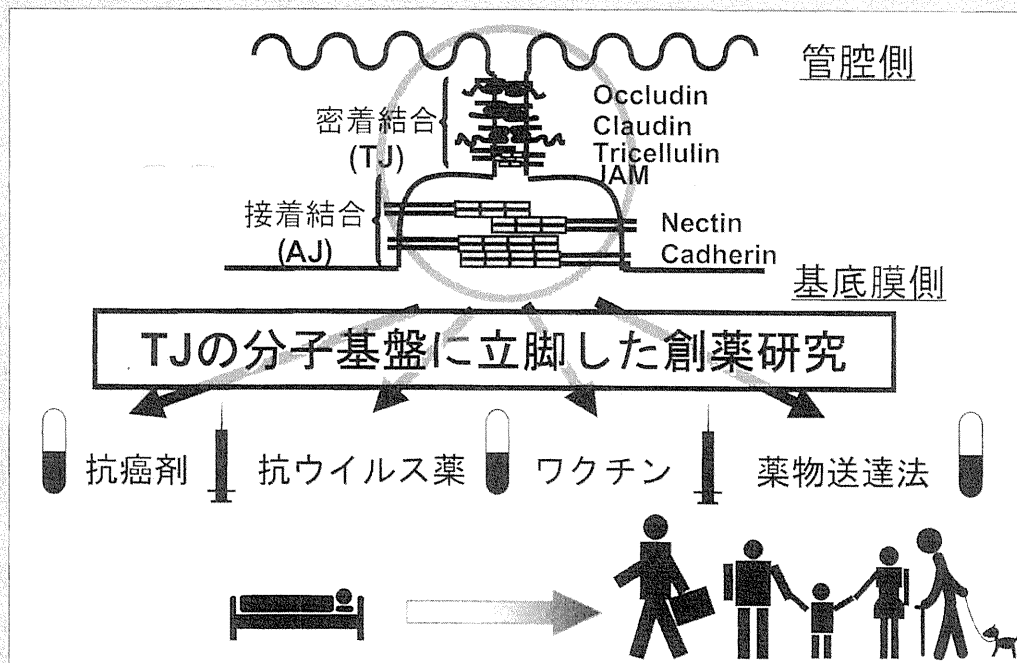 管腔側
密着結合
(TJ)
Occludin
Claudin
Tricellulin
JAM
接着結合
(AJ)
Nectin
Cadherin
基底膜側
TJの分子基盤に立脚した創薬研究
抗癌剤
抗ウイルス薬
ワクチン
薬物送達法